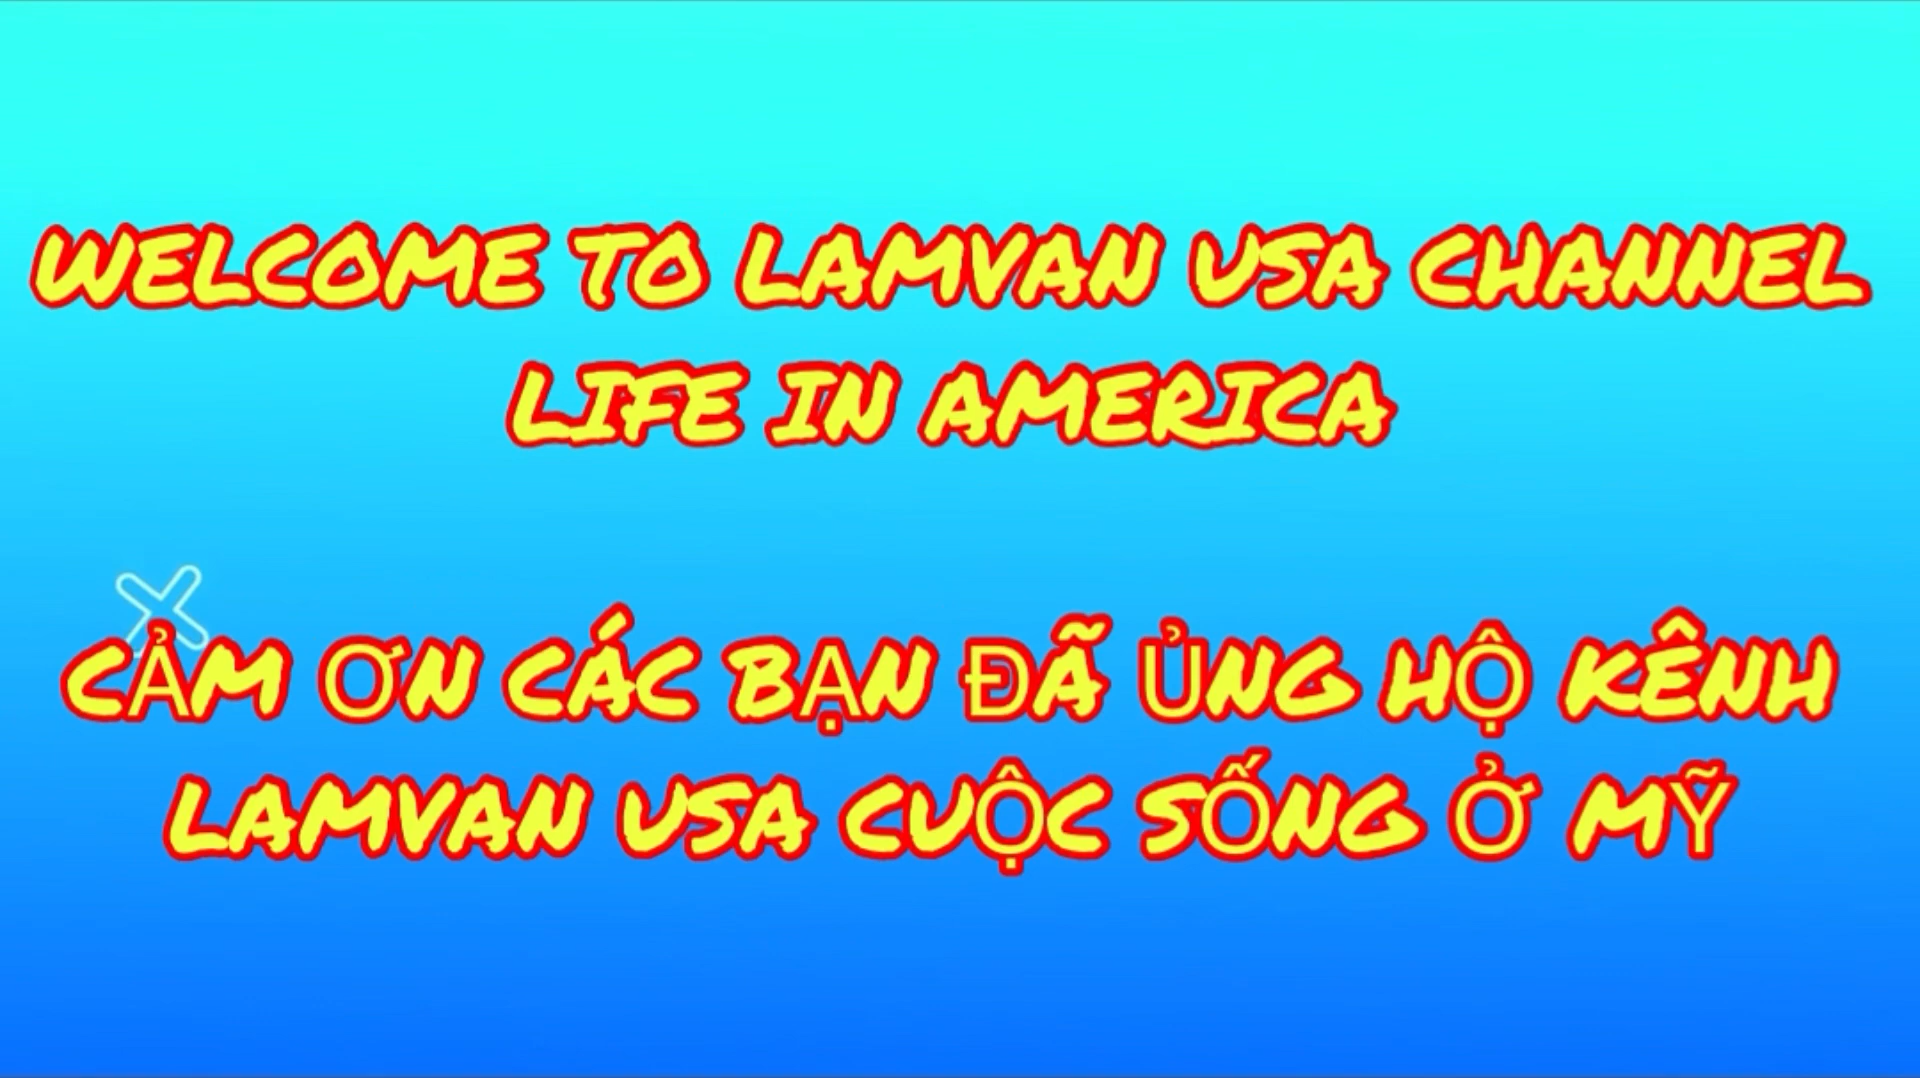 WELCOME TO LAMVAN USA CHANNEL
LIFE IN AMERICA
CẢM ƠN CÁC BẠN ĐÃ ỦNG HỘ KÊNH
LAMVAN USA CUỘC SỐNG Ở MỸ